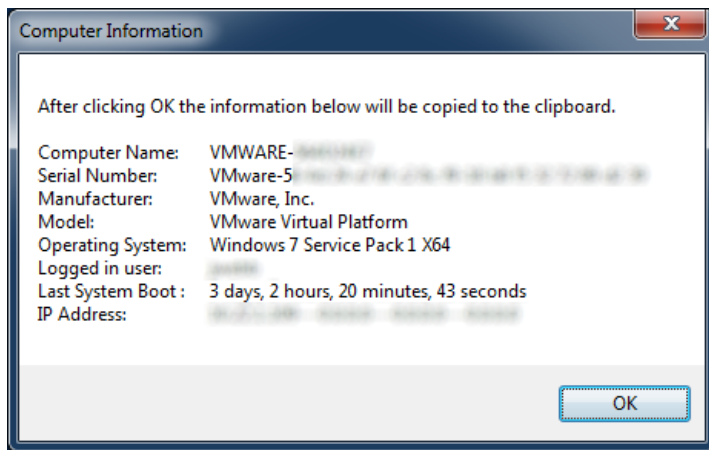 Computer Information
After clicking OK the information below will be copied to the clipboard.
Computer Name: VMWARE-
Serial Number: VMware-5
Manufacturer: VMware, Inc.
Model: VMware Virtual Platform
Operating System: Windows 7 Service Pack 1 X64
Logged in user:
Last System Boot : 3 days, 2 hours, 20 minutes, 43 seconds
IP Address:
OK